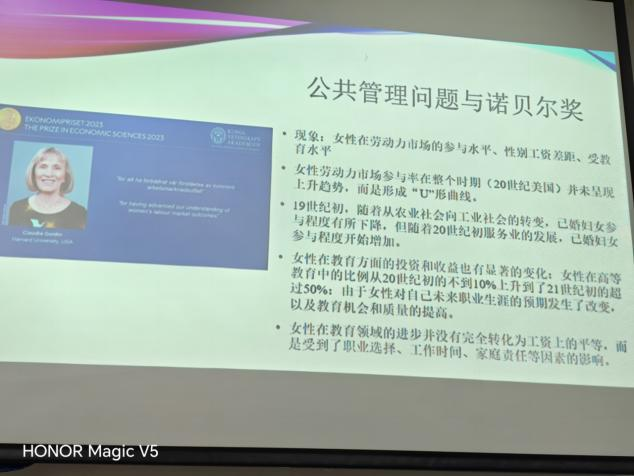 公共管理问题与诺贝尔奖
EKONOMIPRISET 2023
THE PRIZE IN ECONOMIC SCIENCES 2023
KUNGL.
VETENSKAPS-
AKADEMIEN
"for having advanced our understanding of
women's labour market outcomes"
Claudia Goldin
Harvard University, USA
• 现象：女性在劳动力市场的参与水平、性别工资差距、受教
育水平
• 女性劳动力市场参与率在整个时期（20世纪美国）并未呈现
上升趋势，而是形成“U”形曲线。
• 19世纪初，随着从农业社会向工业社会的转变，已婚妇女参
与程度有所下降，但随着20世纪初服务业的发展，已婚妇女
参与程度开始增加。
• 女性在教育方面的投资和收益也有显著的变化：女性在高等
教育中的比例从20世纪初的不到10%上升到了21世纪初的超
过50%：由于女性对自己未来职业生涯的预期发生了改变，
以及教育机会和质量的提高。
• 女性在教育领域的进步并没有完全转化为工资上的平等，而
是受到了职业选择、工作时间、家庭责任等因素的影响。
HONOR Magic V5